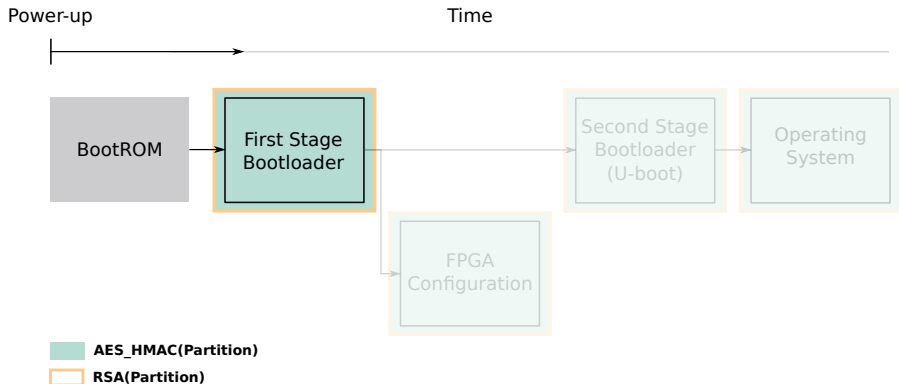 Power-up
Time
BootROM
First Stage
Bootloader
Second Stage
Bootloader
(U-boot)
Operating
System
FPGA
Configuration
AES_HMAC(Partition)
RSA(Partition)